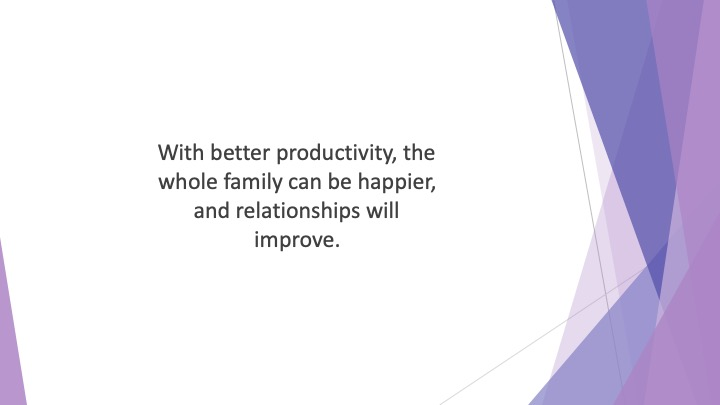 With better productivity, the
whole family can be happier,
and relationships will
improve.